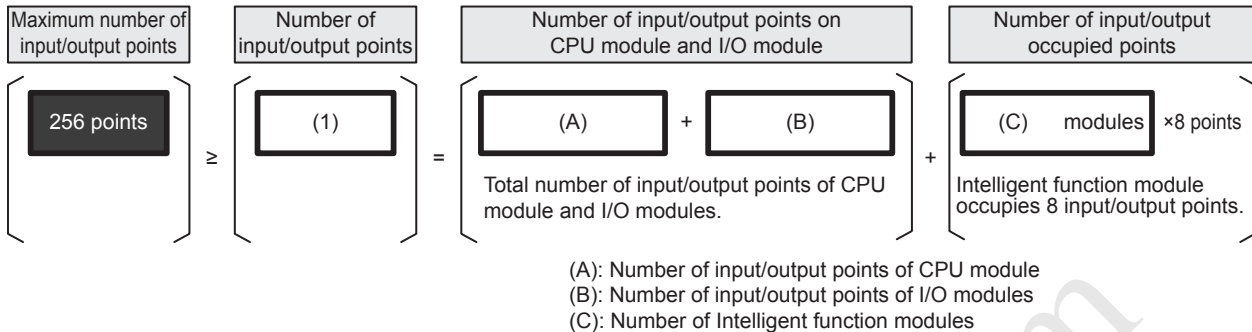 Maximum number of
input/output points
Number of
input/output points
Number of input/output points on
CPU module and I/O module
Number of input/output
occupied points
256 points
≥
(1)
=
(A)
+
(B)
+
(C) modules ×8 points
Total number of input/output points of CPU
module and I/O modules.
Intelligent function module
occupies 8 input/output points.
(A): Number of input/output points of CPU module
(B): Number of input/output points of I/O modules
(C): Number of Intelligent function modules